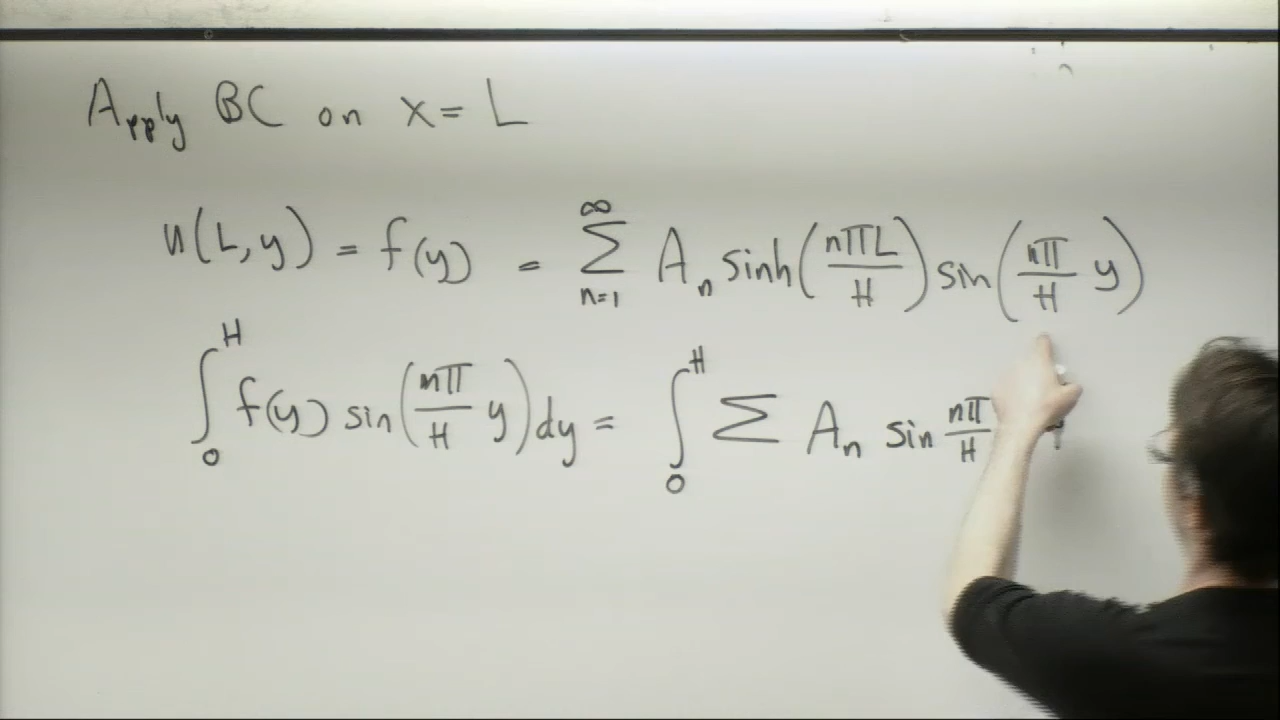 Apply BC on x = L
u(L, y) = f(y) = ∞ ∑ n=1 A_n sinh(nπL/H) sin(nπ/H y)
∫_0^H f(y) sin(nπ/H y) dy = ∫_0^H ∑ A_n sin nπ/H